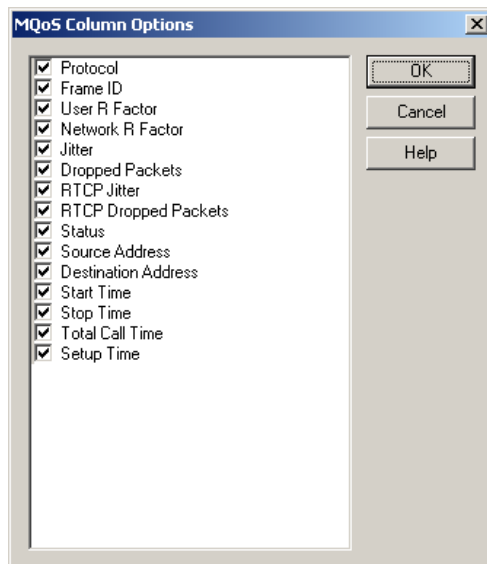 MQoS Column Options
Protocol
Frame ID
User R Factor
Network R Factor
Jitter
Dropped Packets
RTCP Jitter
RTCP Dropped Packets
Status
Source Address
Destination Address
Start Time
Stop Time
Total Call Time
Setup Time
OK
Cancel
Help